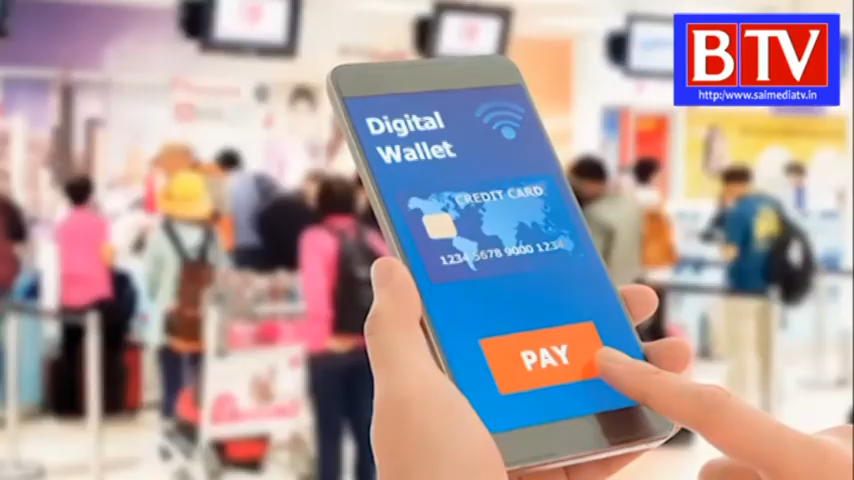 BTV
http:/www.saimediatv.in
Digital
Wallet
CREDIT CARD
1234 5678 9000 1234
PAY